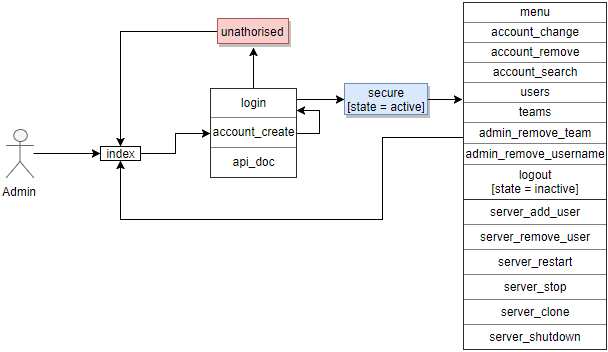 unathorised
login
account_create
api_doc
secure
[state = active]
index
Admin
menu
account_change
account_remove
account_search
users
teams
admin_remove_team
admin_remove_username
logout
[state = inactive]
server_add_user
server_remove_user
server_restart
server_stop
server_clone
server_shutdown